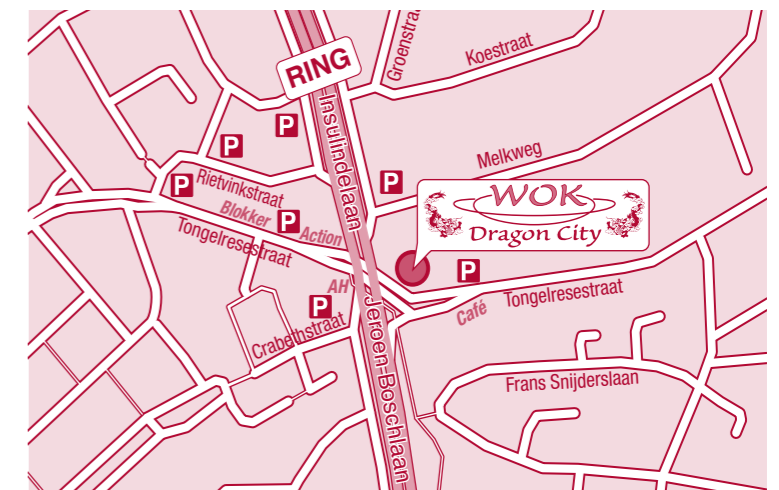 Groenstraat
Koestraat
RING
Insulindelaan
P
P
P
P
Melkweg
Rietvinkstraat
WOK
Dragon City
Blokker
P
Action
Tongelresestraat
P
AH
P
Tongelresestraat
Café
Crabethstraat
Jeroen Boschlaan
Frans Snijderslaan